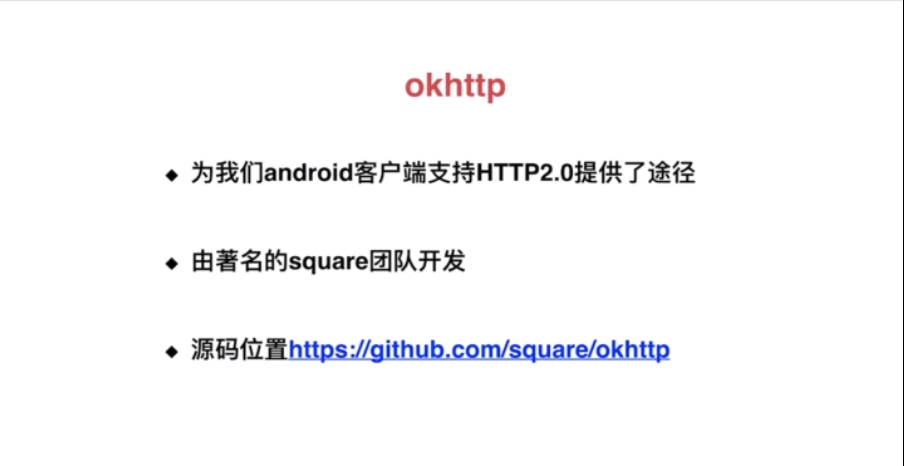 okhttp
◆ 为我们android客户端支持HTTP2.0提供了途径
◆ 由著名的square团队开发
◆ 源码位置https://github.com/square/okhttp